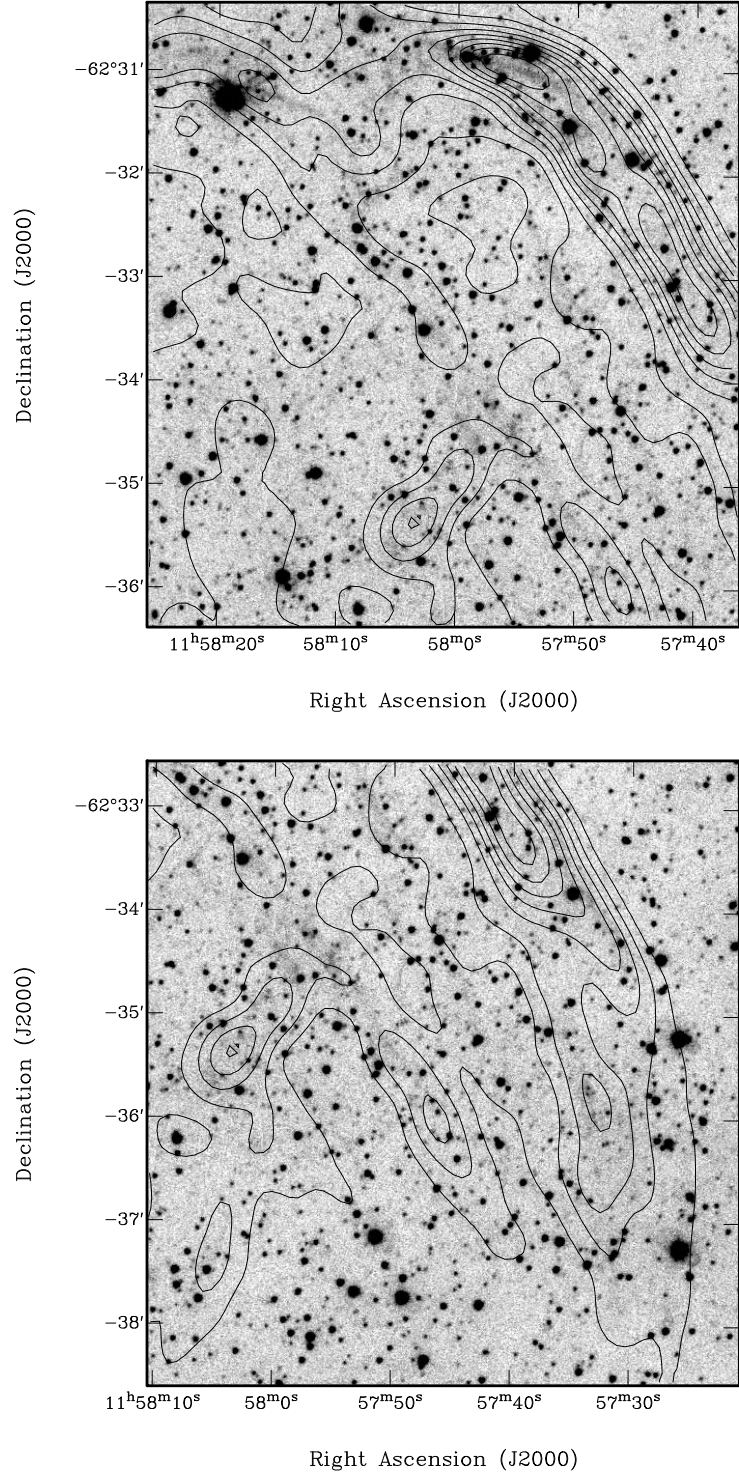 −62°31′
−32′
−33′
−34′
−35′
−36′
Declination (J2000)
11ʰ58ᵐ20ˢ 58ᵐ10ˢ 58ᵐ0ˢ 57ᵐ50ˢ 57ᵐ40ˢ
Right Ascension (J2000)
−62°33′
−34′
−35′
−36′
−37′
−38′
Declination (J2000)
11ʰ58ᵐ10ˢ 58ᵐ0ˢ 57ᵐ50ˢ 57ᵐ40ˢ 57ᵐ30ˢ
Right Ascension (J2000)